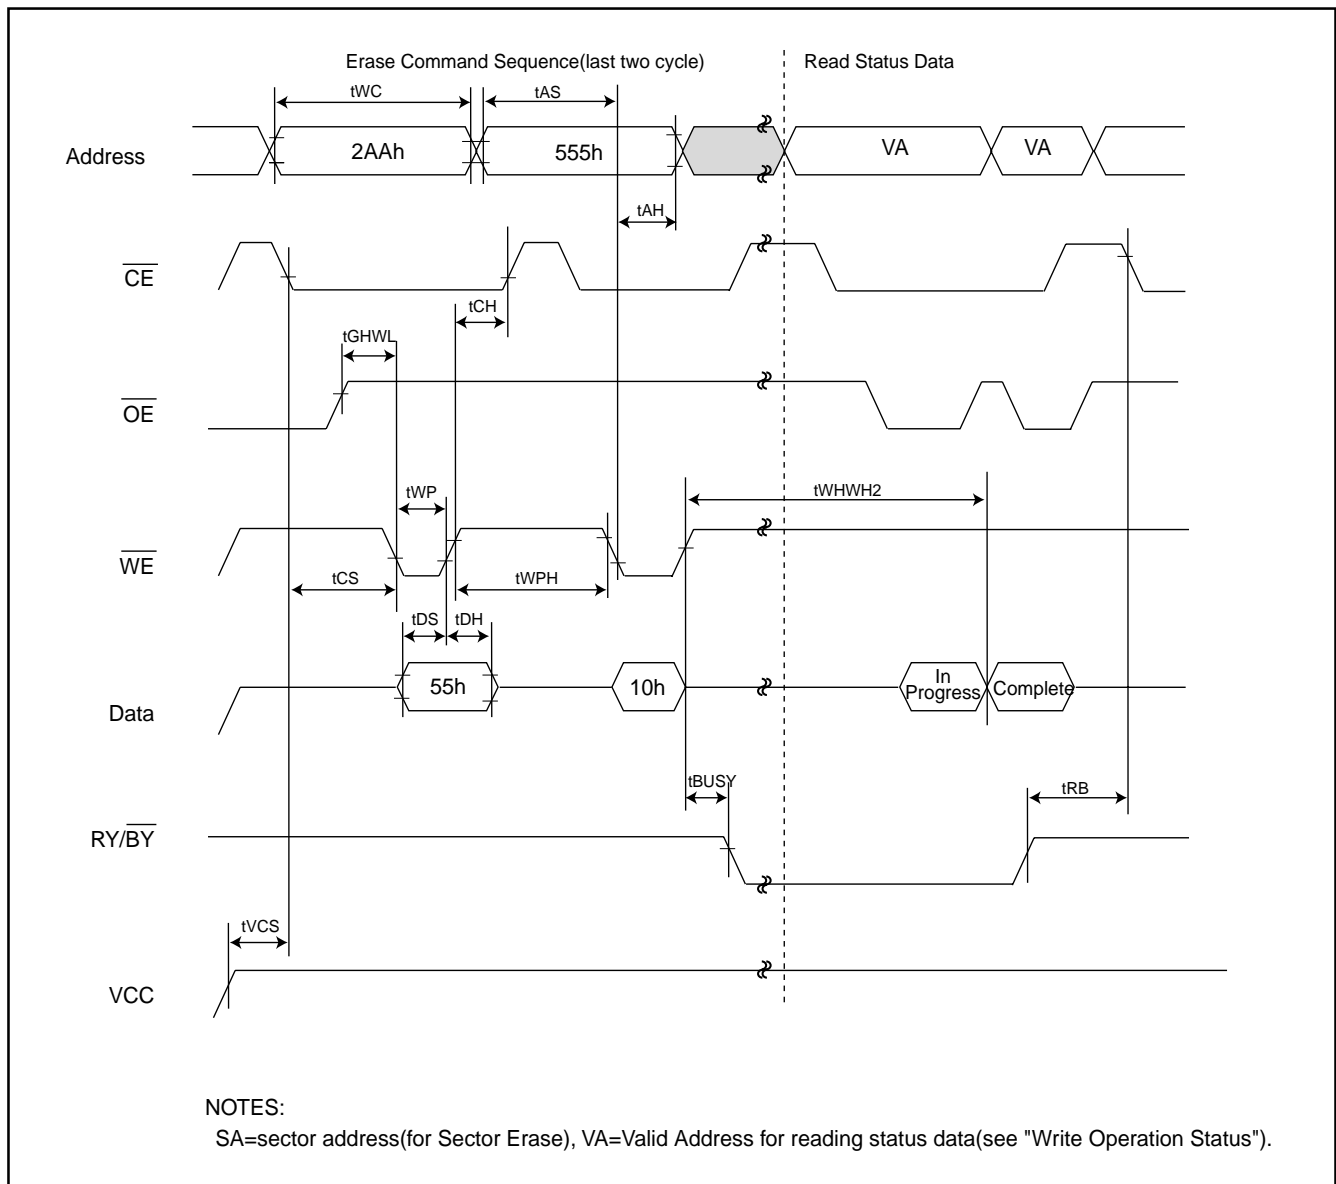 Erase Command Sequence(last two cycle)
Read Status Data
tWC
tAS
Address
2AAh
555h
VA
VA
tAH
CE
tCH
tGHWL
OE
tWP
tWHWH2
WE
tCS
tWPH
tDS
tDH
Data
55h
10h
In
Progress
Complete
tBUSY
tRB
RY/BY
tVCS
VCC
NOTES:
SA=sector address(for Sector Erase), VA=Valid Address for reading status data(see "Write Operation Status").